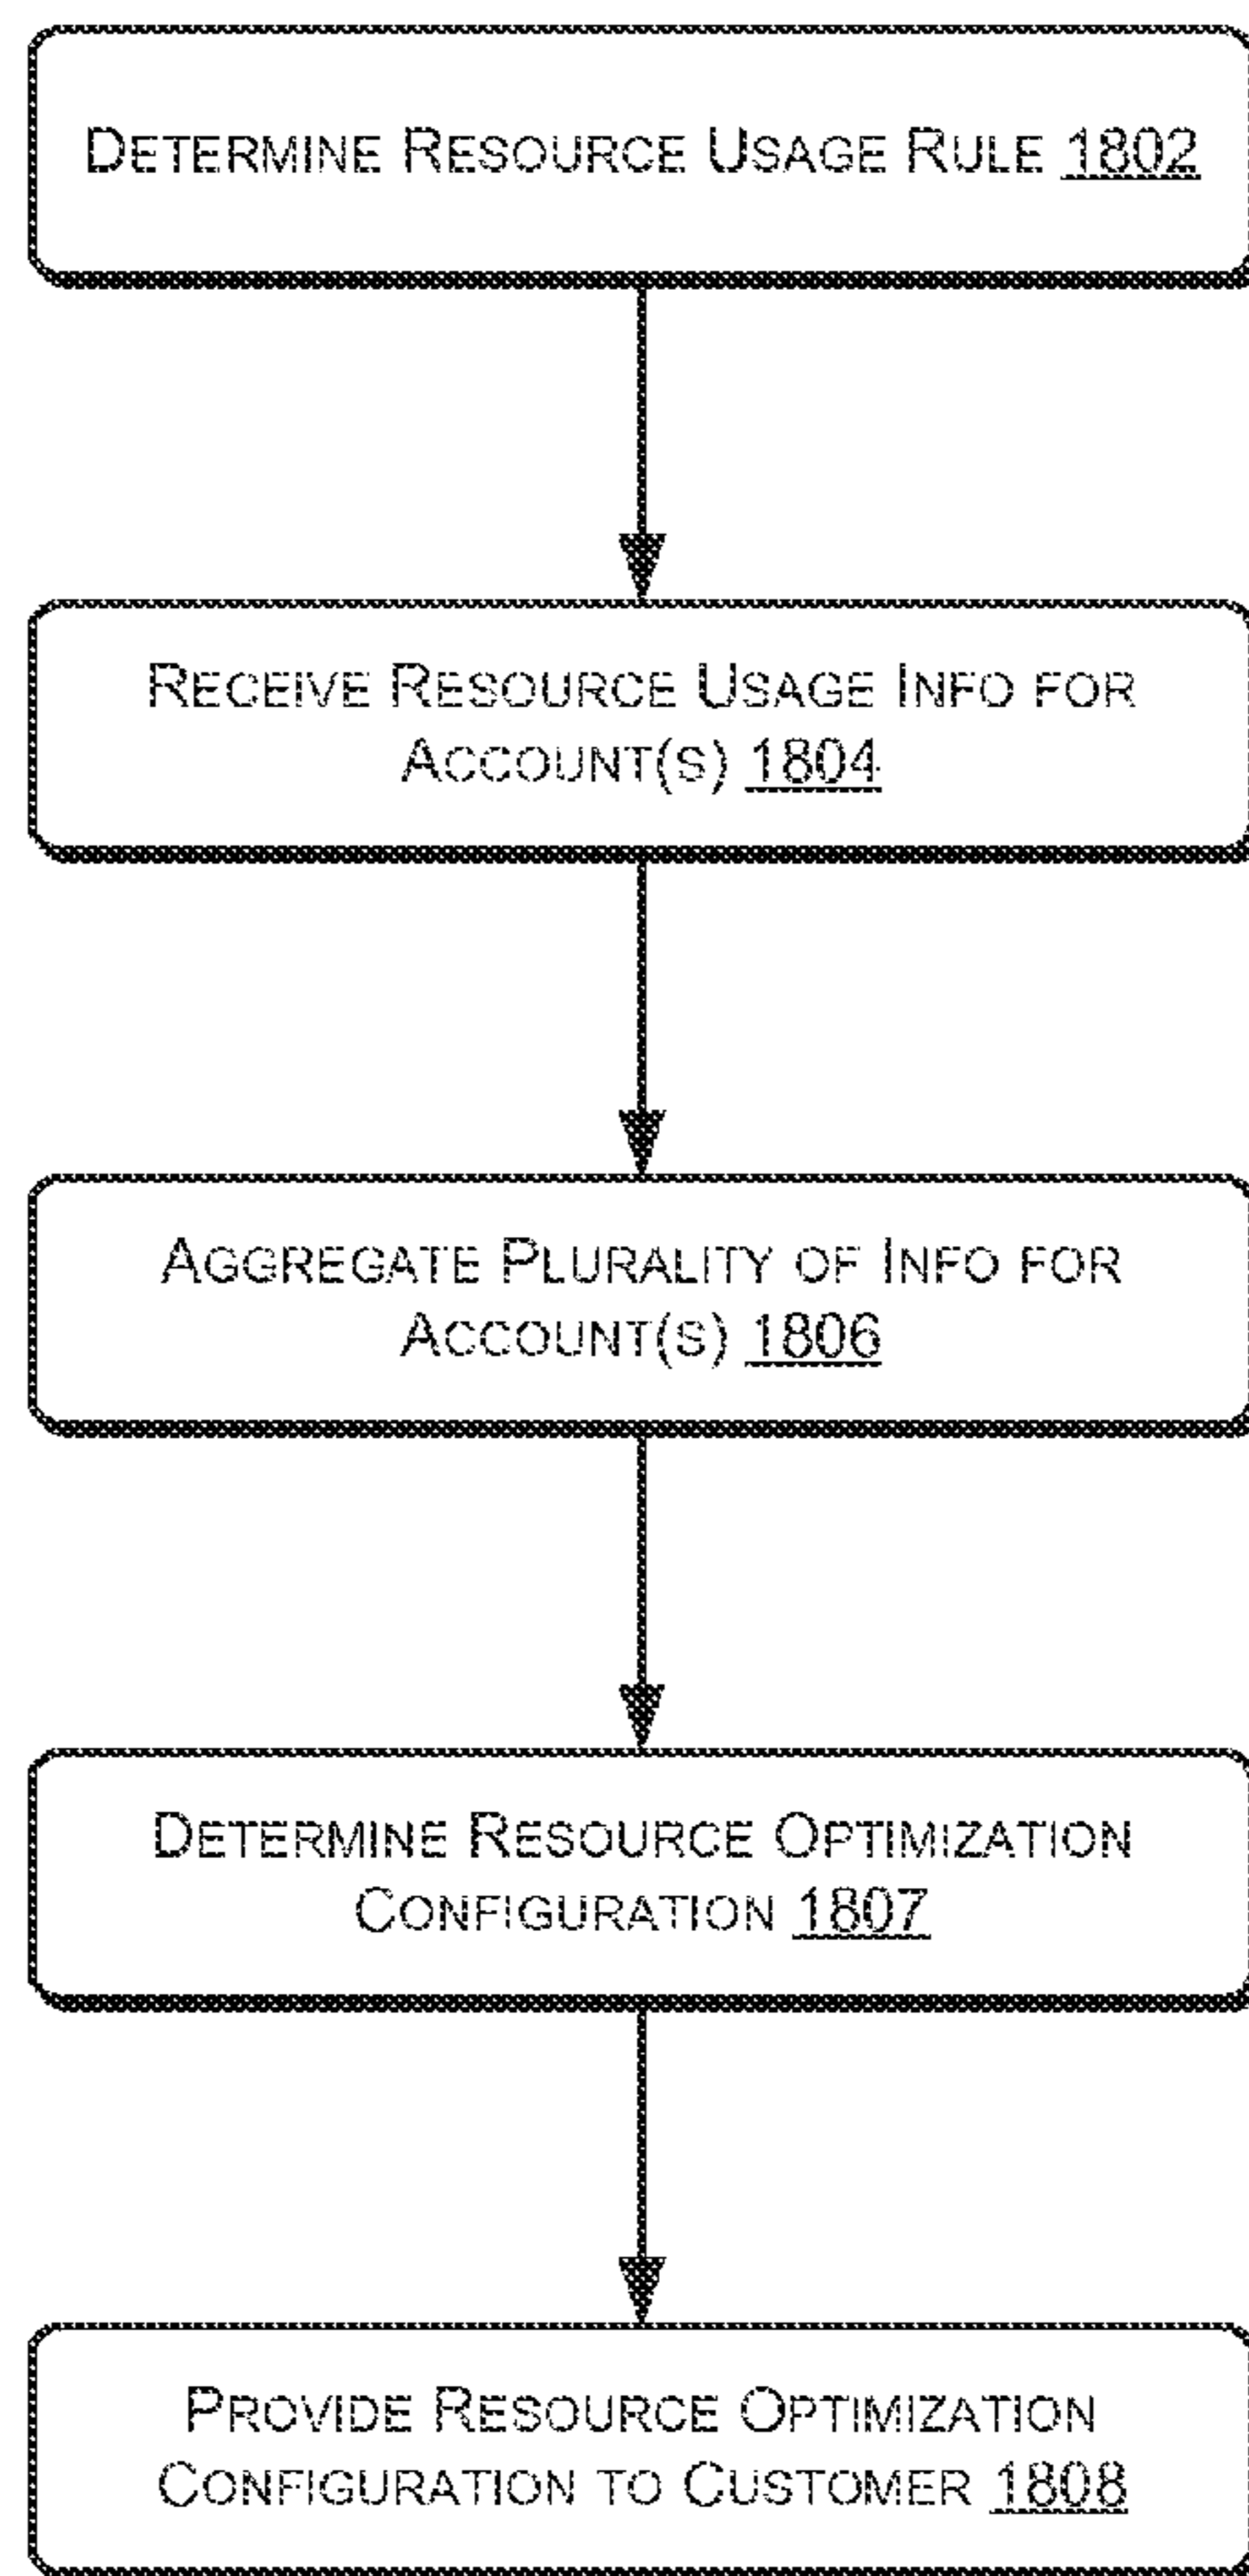 DETERMINE RESOURCE USAGE RULE 1802
RECEIVE RESOURCE USAGE INFO FOR
ACCOUNT(S) 1804
AGGREGATE PLURALITY OF INFO FOR
ACCOUNT(S) 1806
DETERMINE RESOURCE OPTIMIZATION
CONFIGURATION 1807
PROVIDE RESOURCE OPTIMIZATION
CONFIGURATION TO CUSTOMER 1808